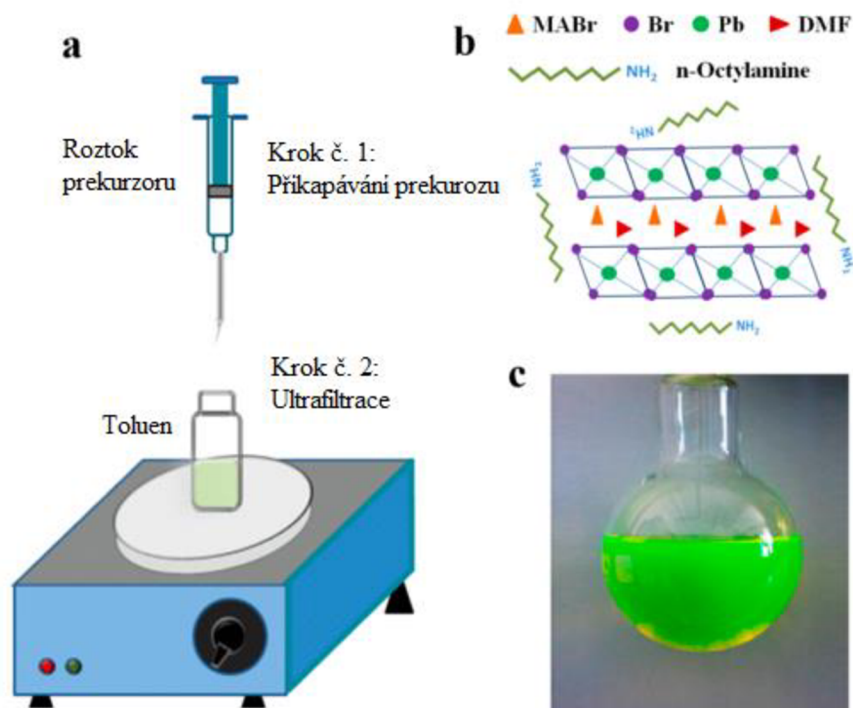 a
Roztok
prekurzoru
Krok č. 1:
Přikapávání prekurozu
Krok č. 2:
Ultrafiltrace
Toluen
b
MABr Br Pb DMF
NH2 n-Octylamine
NH2
NH2
NH2
NH2
c